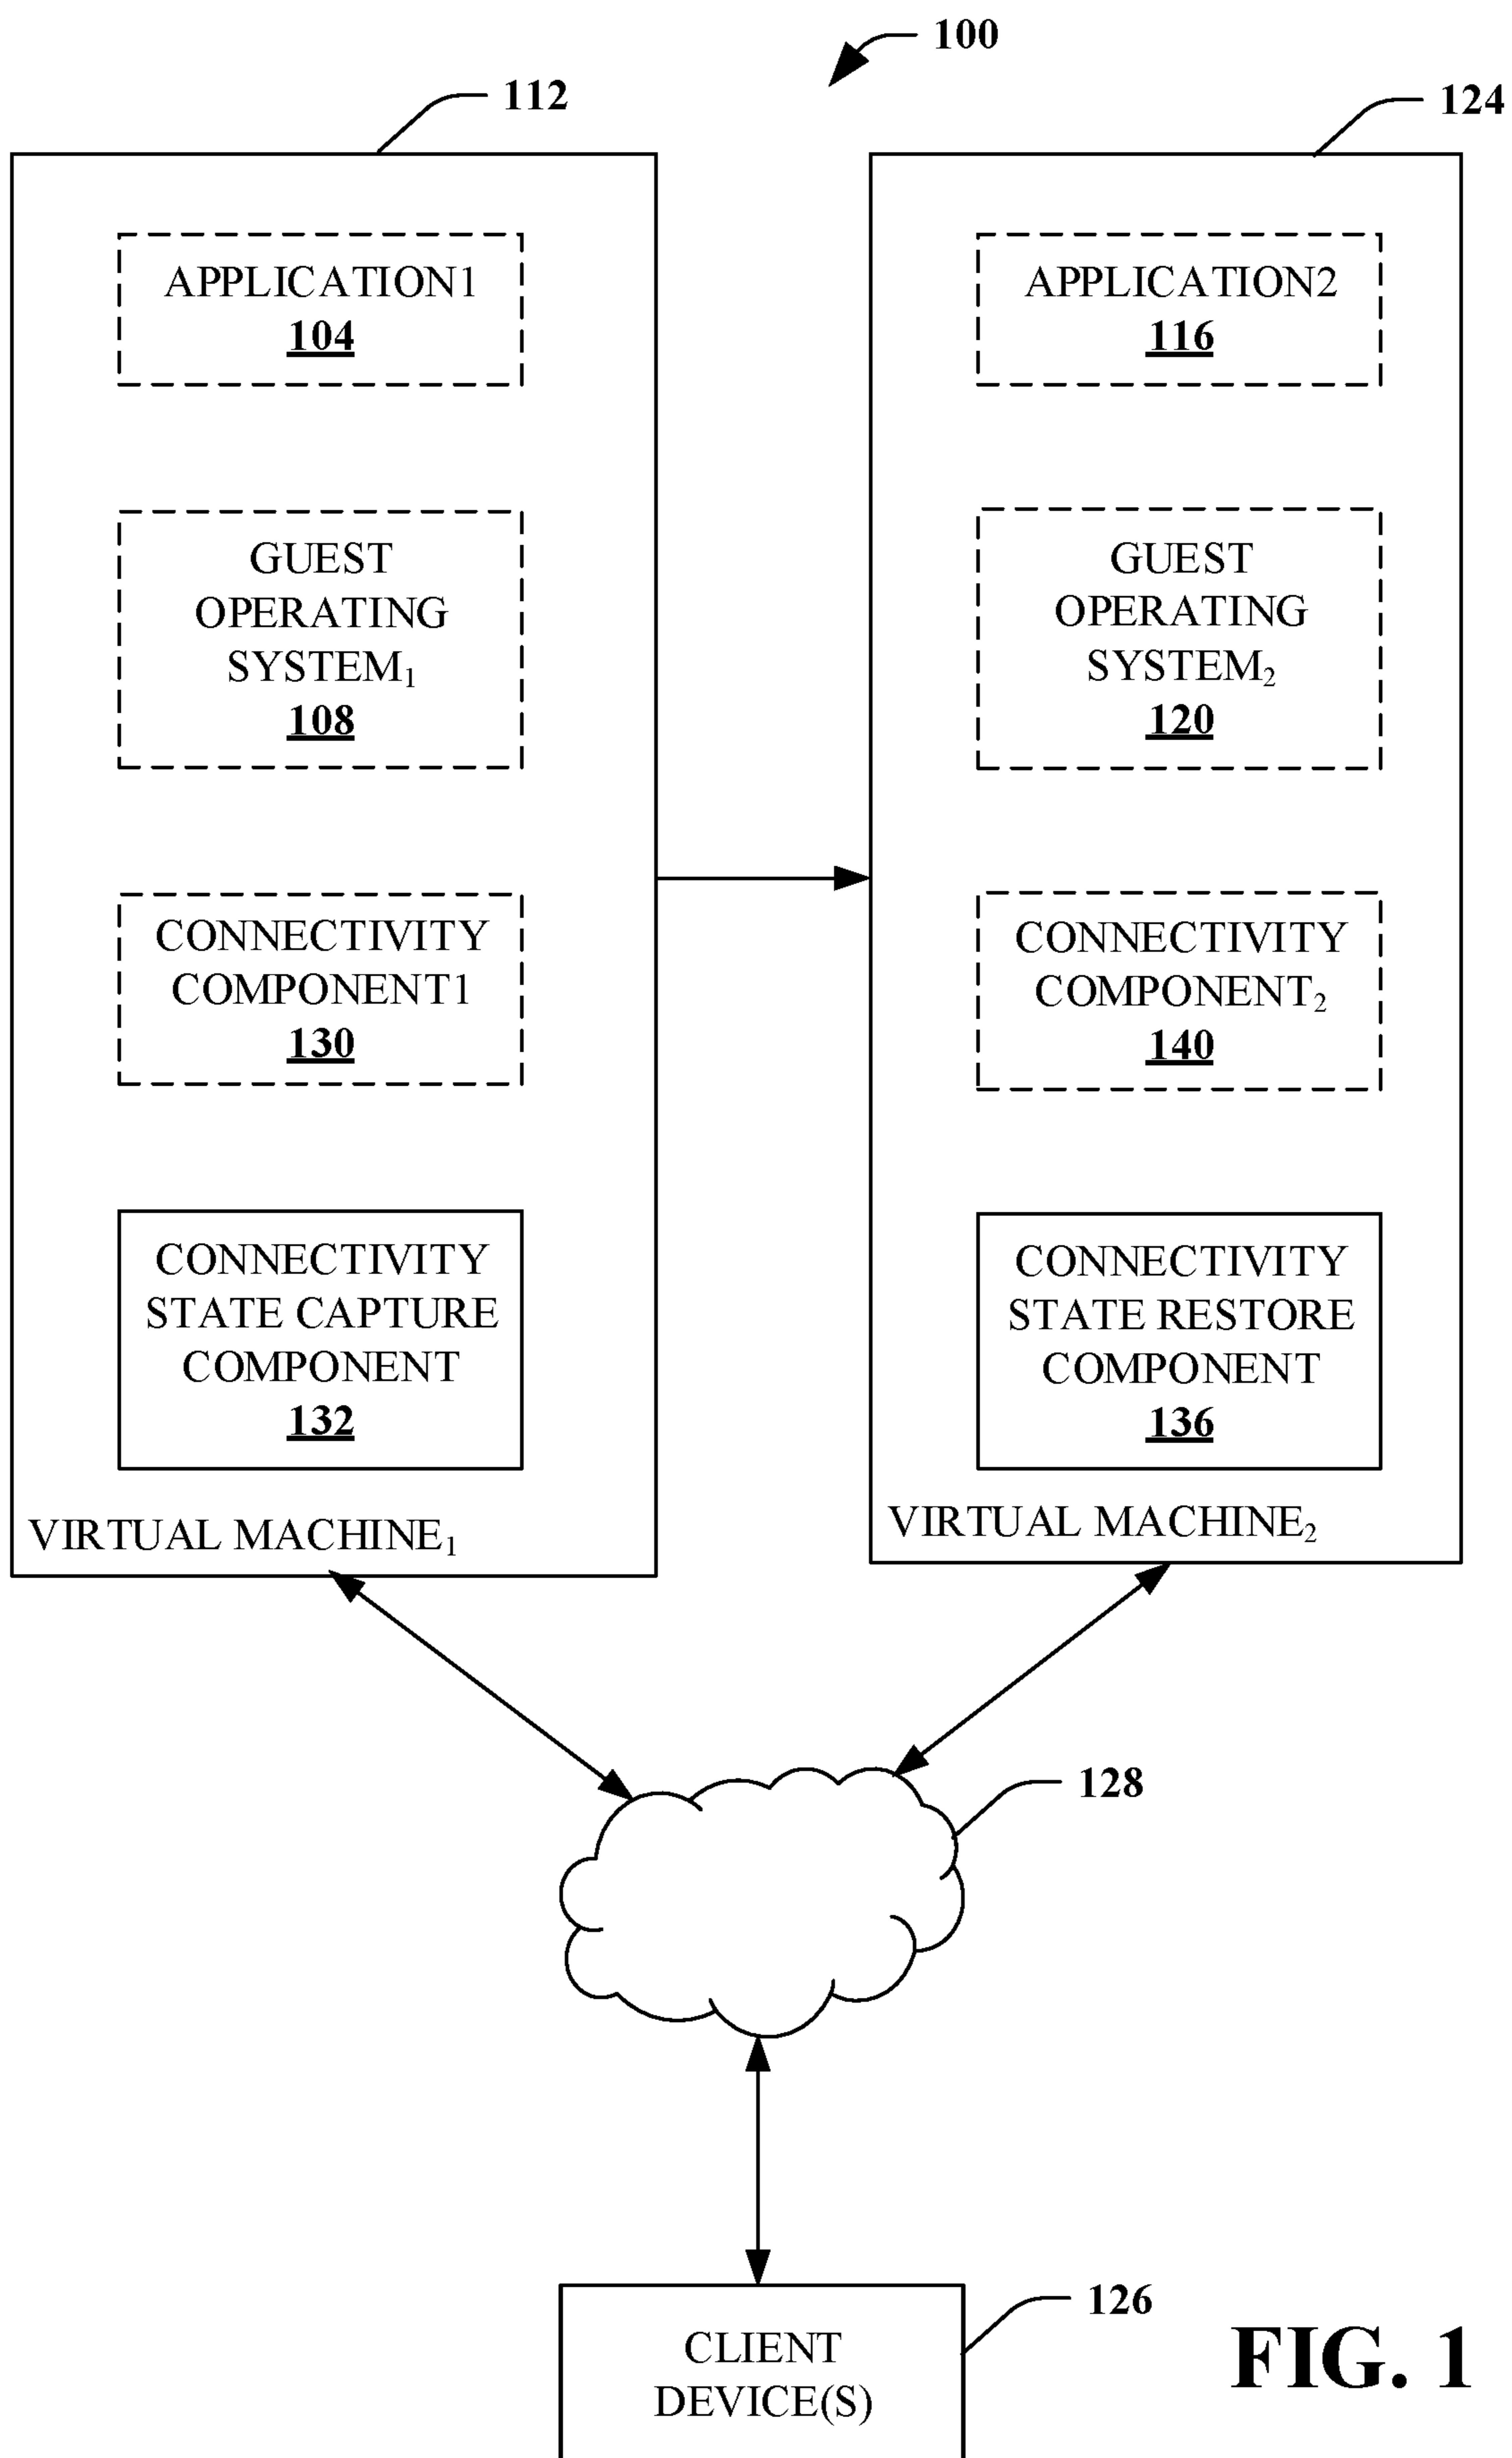 100
112
124
APPLICATION1
104
APPLICATION2
116
GUEST
OPERATING
SYSTEM₁
108
GUEST
OPERATING
SYSTEM₂
120
CONNECTIVITY
COMPONENT1
130
CONNECTIVITY
COMPONENT₂
140
CONNECTIVITY
STATE CAPTURE
COMPONENT
132
CONNECTIVITY
STATE RESTORE
COMPONENT
136
VIRTUAL MACHINE₁
VIRTUAL MACHINE₂
128
126
CLIENT
DEVICE(S)
FIG. 1